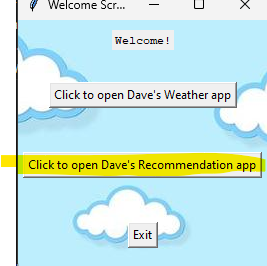 Welcome Scr...
Welcome!
Click to open Dave's Weather app
Click to open Dave's Recommendation app
Exit